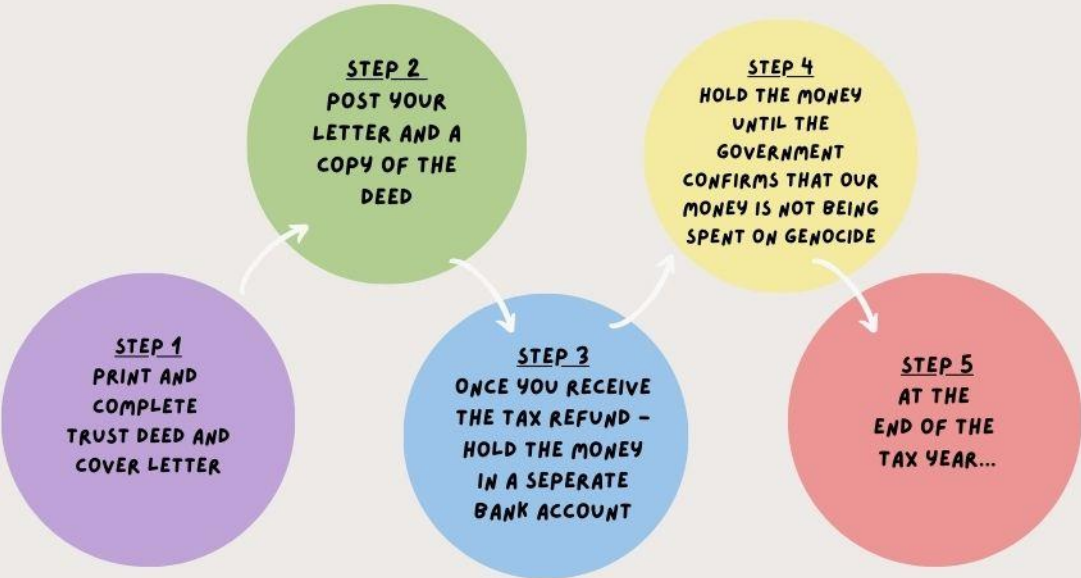 STEP 1
PRINT AND
COMPLETE
TRUST DEED AND
COVER LETTER
STEP 2
POST YOUR
LETTER AND A
COPY OF THE
DEED
STEP 3
ONCE YOU RECEIVE
THE TAX REFUND -
HOLD THE MONEY
IN A SEPERATE
BANK ACCOUNT
STEP 4
HOLD THE MONEY
UNTIL THE
GOVERNMENT
CONFIRMS THAT OUR
MONEY IS NOT BEING
SPENT ON GENOCIDE
STEP 5
AT THE
END OF THE
TAX YEAR...